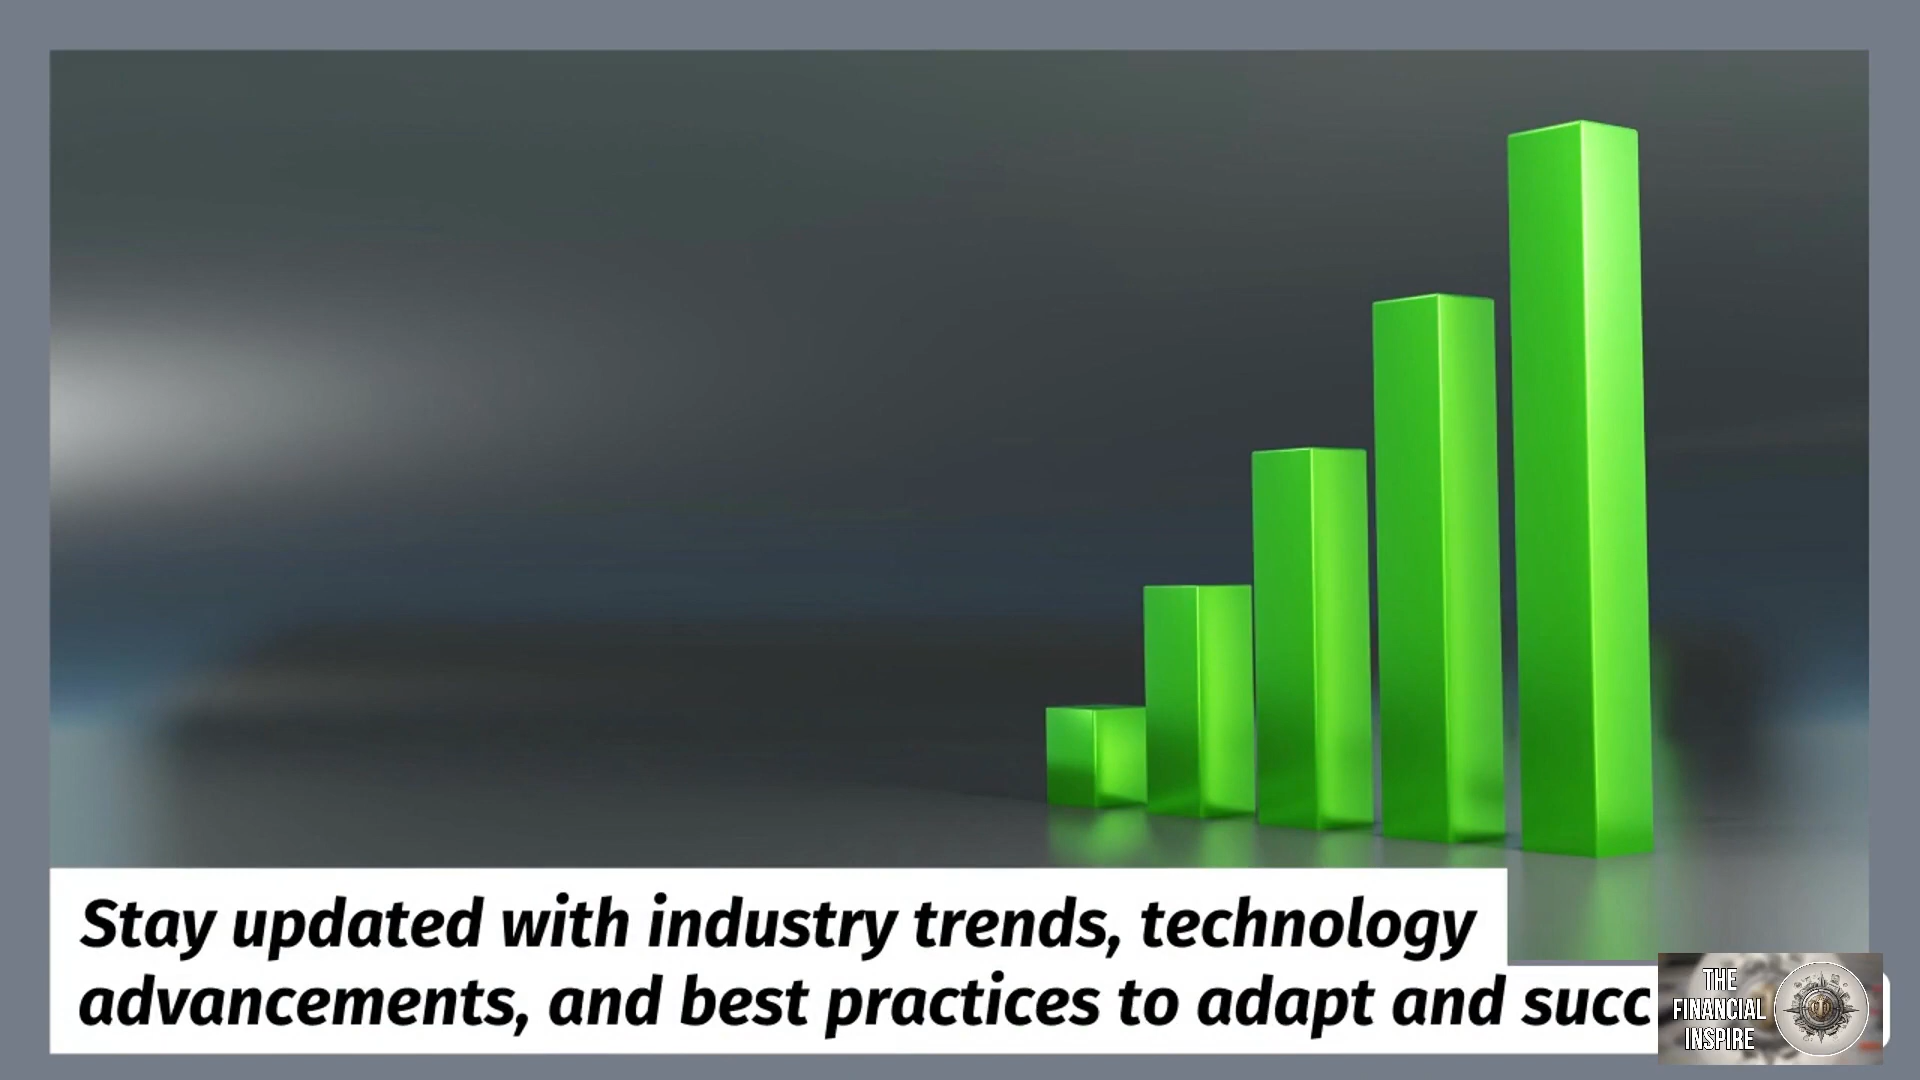 Stay updated with industry trends, technology
advancements, and best practices to adapt and succ
THE
FINANCIAL
INSPIRE